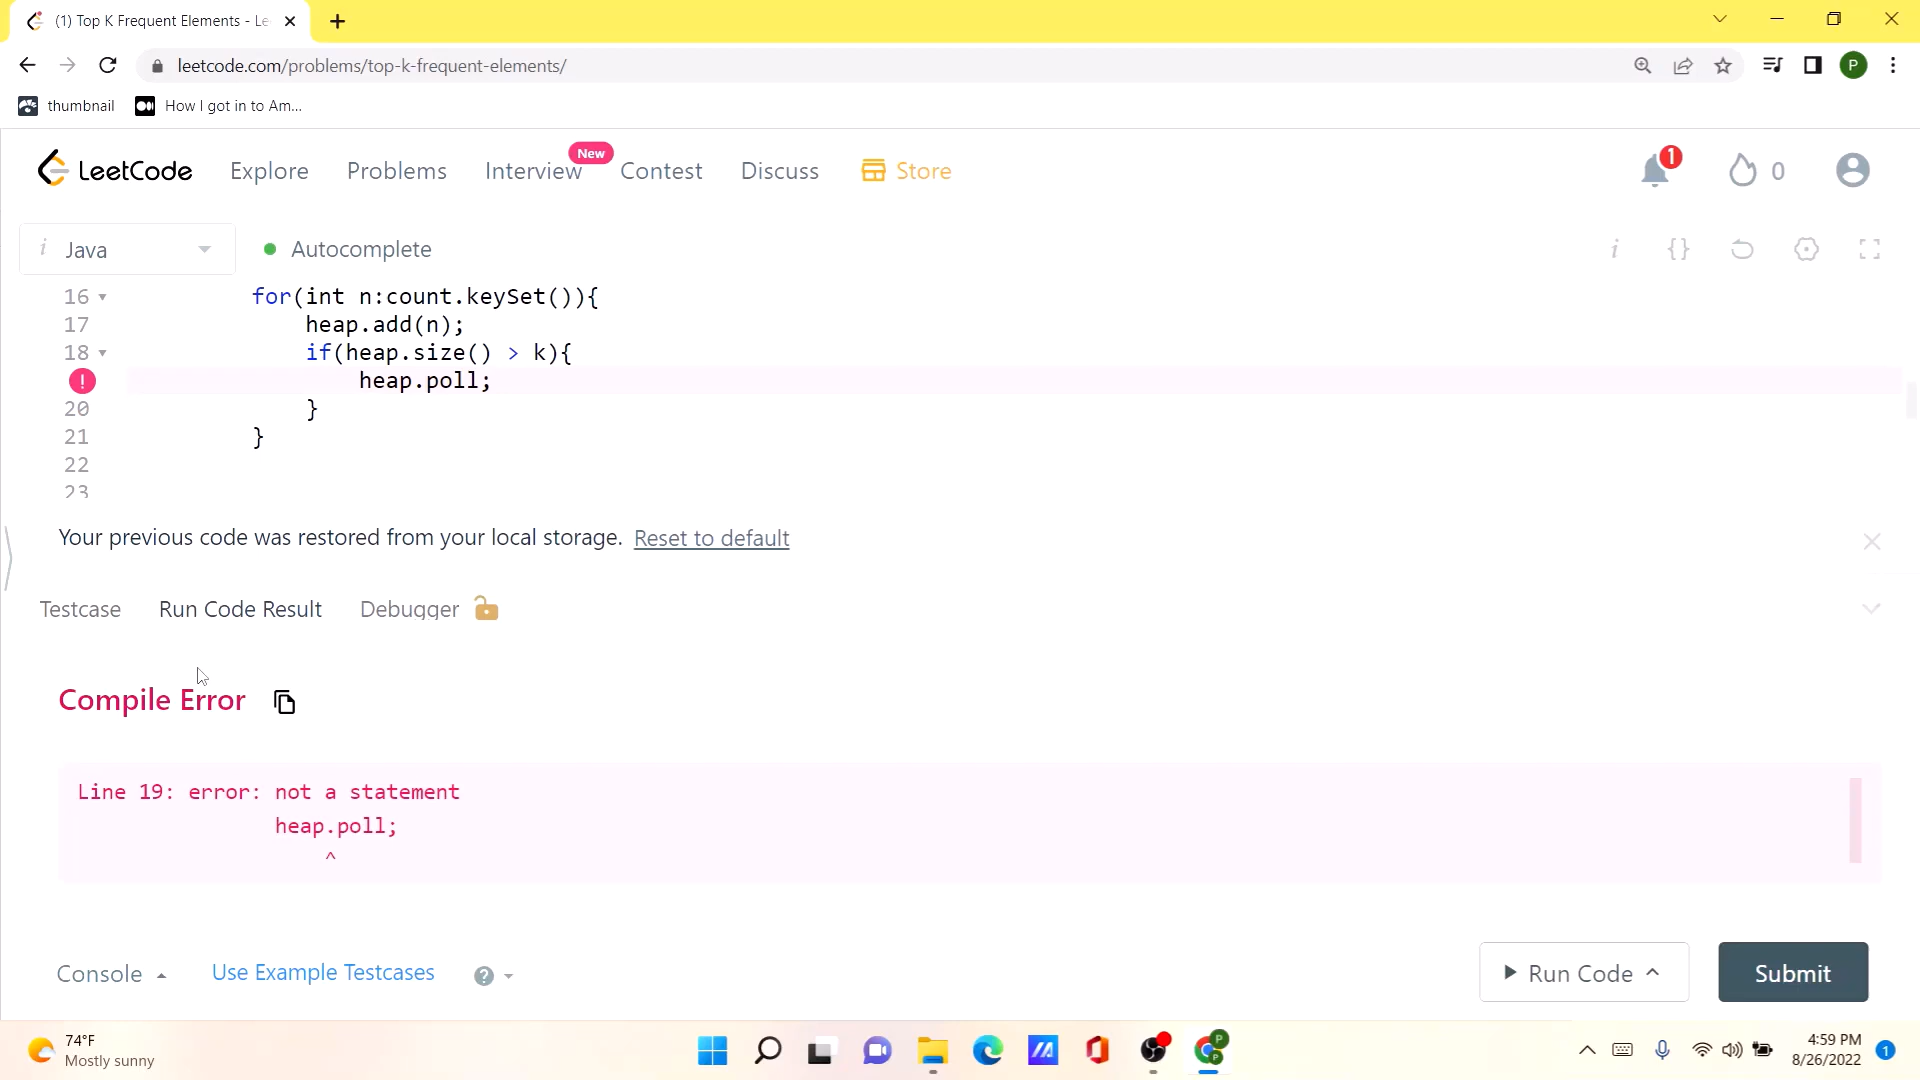 (1) Top K Frequent Elements - Le
leetcode.com/problems/top-k-frequent-elements/
P
thumbnail
How I got in to Am...
LeetCode
Explore
Problems
Interview
New
Contest
Discuss
Store
1
0
i
Java
Autocomplete
i
{}
16 for(int n:count.keySet()){
17 heap.add(n);
18 if(heap.size() > k){
! heap.poll;
20 }
21 }
22
23
Your previous code was restored from your local storage. Reset to default
Testcase
Run Code Result
Debugger
Compile Error
Line 19: error: not a statement
heap.poll;
^
Console
Use Example Testcases
?
Run Code
Submit
74°F
Mostly sunny
P
P
4:59 PM
8/26/2022
1